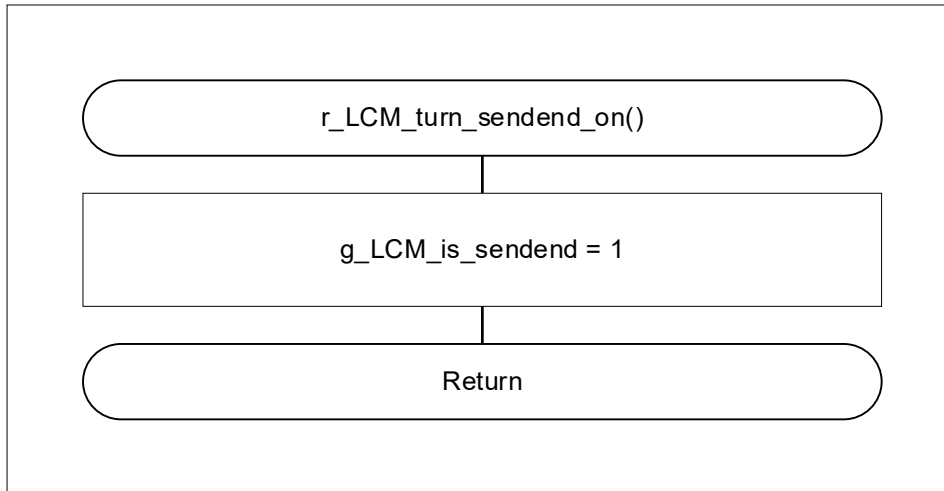 r_LCM_turn_sendend_on()
g_LCM_is_sendend = 1
Return